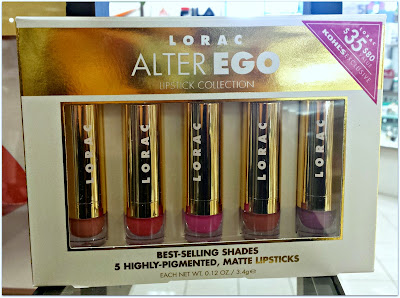 LORAC
ALTER EGO
LIPSTICK COLLECTION
$35
$80
KOHL'S EXCLUSIVE
LORAC
LORAC
LORAC
LORAC
LORAC
BEST-SELLING SHADES
5 HIGHLY-PIGMENTED, MATTE LIPSTICKS
EACH NET WT. 0.12 OZ / 3.4g e